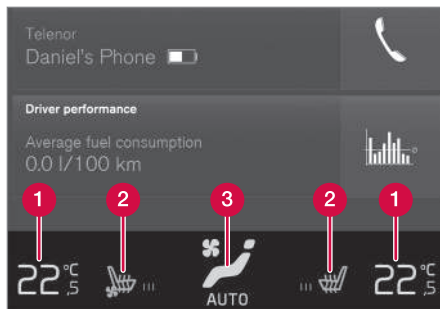 Telenor
Daniel's Phone
Driver performance
Average fuel consumption
0.0 l/100 km
1 2 3 2 1
22,5 °C 22,5 °C
AUTO